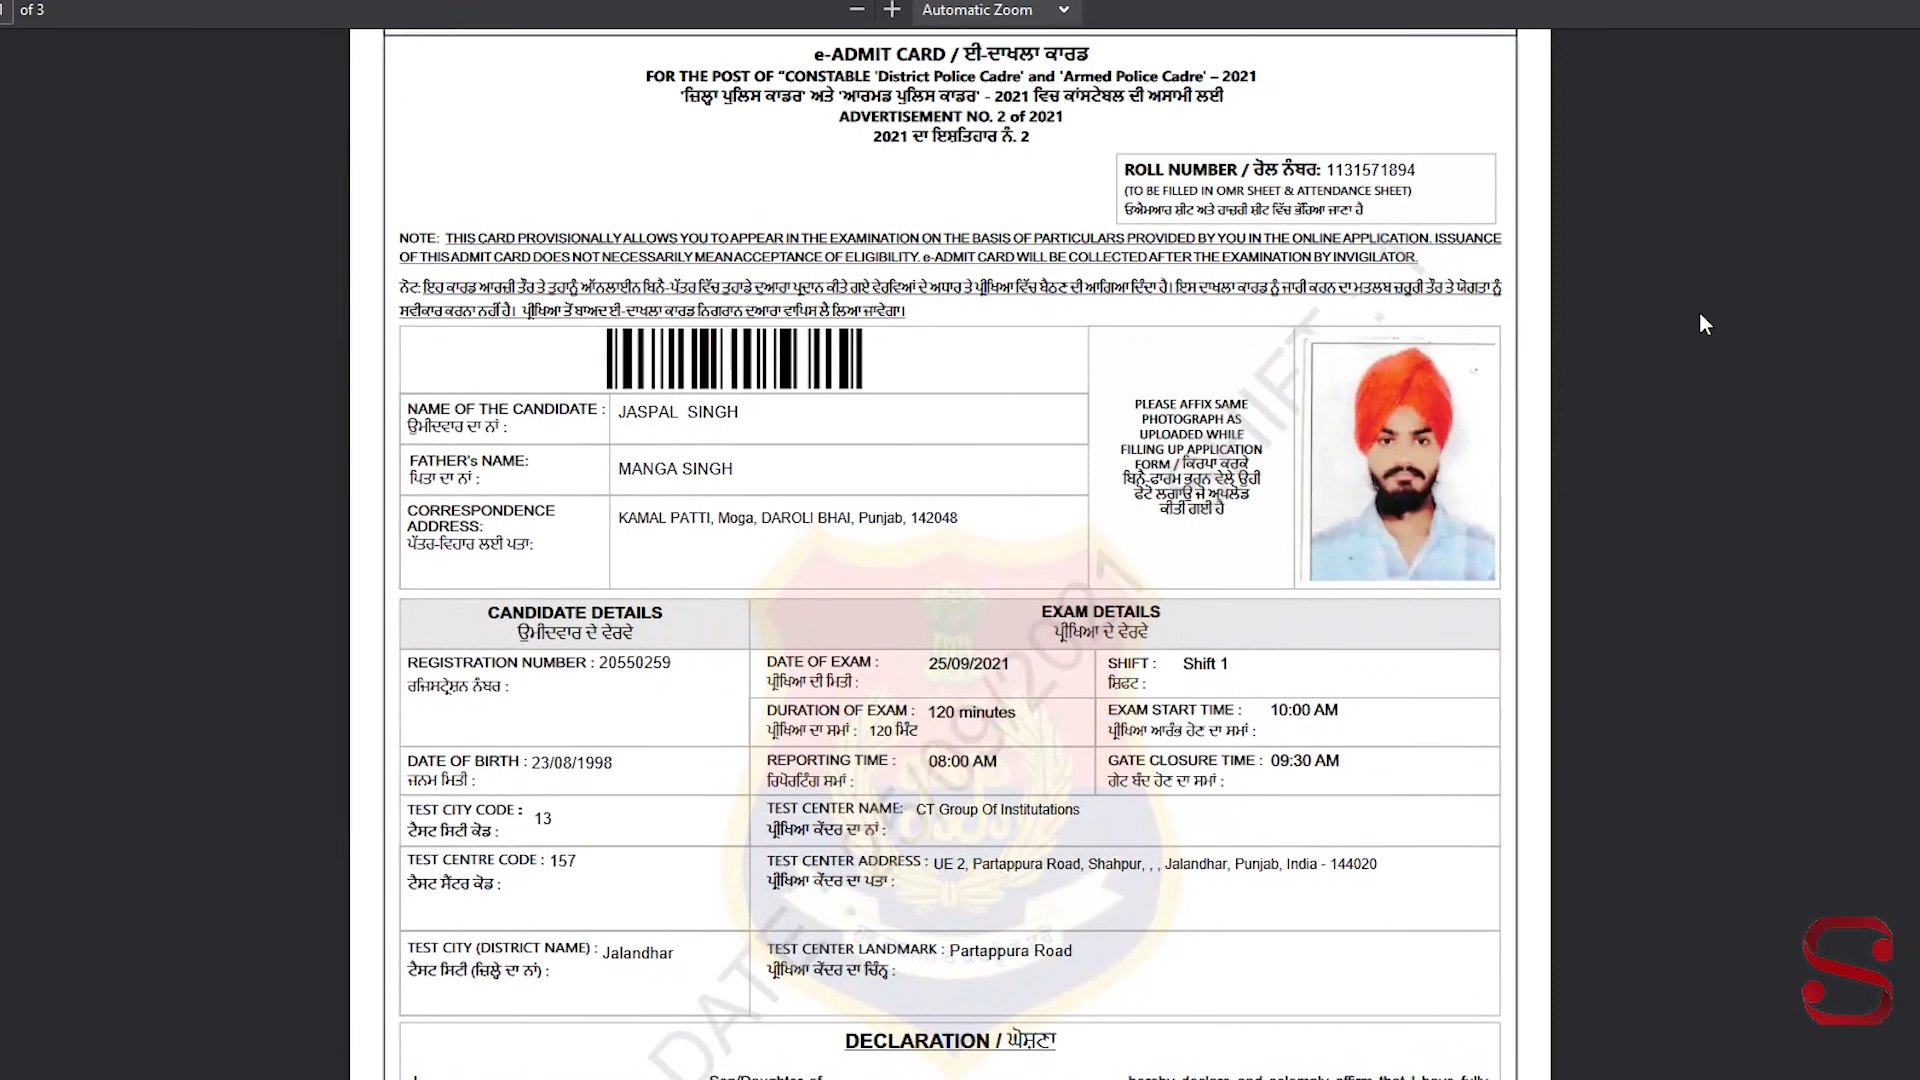 of 3
Automatic Zoom
e-ADMIT CARD / ਈ-ਦਾਖਲਾ ਕਾਰਡ
FOR THE POST OF “CONSTABLE 'District Police Cadre' and 'Armed Police Cadre' – 2021
'ਜ਼ਿਲ੍ਹਾ ਪੁਲਿਸ ਕਾਡਰ' ਅਤੇ 'ਆਰਮਡ ਪੁਲਿਸ ਕਾਡਰ' - 2021 ਵਿਚ ਕਾਂਸਟੇਬਲ ਦੀ ਅਸਾਮੀ ਲਈ
ADVERTISEMENT NO. 2 of 2021
2021 ਦਾ ਇਸ਼ਤਿਹਾਰ ਨੰ. 2
ROLL NUMBER / ਰੋਲ ਨੰਬਰ: 1131571894
(TO BE FILLED IN OMR SHEET & ATTENDANCE SHEET)
ਓਐਮਆਰ ਸ਼ੀਟ ਅਤੇ ਹਾਜ਼ਰੀ ਸ਼ੀਟ ਵਿੱਚ ਭਰਿਆ ਜਾਣਾ ਹੈ
NOTE: THIS CARD PROVISIONALLY ALLOWS YOU TO APPEAR IN THE EXAMINATION ON THE BASIS OF PARTICULARS PROVIDED BY YOU IN THE ONLINE APPLICATION. ISSUANCE
OF THIS ADMIT CARD DOES NOT NECESSARILY MEAN ACCEPTANCE OF ELIGIBILITY. e-ADMIT CARD WILL BE COLLECTED AFTER THE EXAMINATION BY INVIGILATOR.
ਨੋਟ: ਇਹ ਕਾਰਡ ਆਰਜ਼ੀ ਤੌਰ ਤੇ ਤੁਹਾਨੂੰ ਔਨਲਾਈਨ ਬਿਨੈ-ਪੱਤਰ ਵਿੱਚ ਤੁਹਾਡੇ ਦੁਆਰਾ ਪ੍ਰਦਾਨ ਕੀਤੇ ਗਏ ਵੇਰਵਿਆਂ ਦੇ ਅਧਾਰ ਤੇ ਪ੍ਰੀਖਿਆ ਵਿੱਚ ਬੈਠਣ ਦੀ ਆਗਿਆ ਦਿੰਦਾ ਹੈ। ਇਸ ਦਾਖਲਾ ਕਾਰਡ ਨੂੰ ਜਾਰੀ ਕਰਨ ਦਾ ਮਤਲਬ ਜ਼ਰੂਰੀ ਤੌਰ ਤੇ ਯੋਗਤਾ ਨੂੰ
ਸਵੀਕਾਰ ਕਰਨਾ ਨਹੀਂ ਹੈ। ਪ੍ਰੀਖਿਆ ਤੋਂ ਬਾਅਦ ਈ-ਦਾਖਲਾ ਕਾਰਡ ਨਿਗਰਾਨ ਦੁਆਰਾ ਵਾਪਿਸ ਲੈ ਲਿਆ ਜਾਵੇਗਾ।
NAME OF THE CANDIDATE : JASPAL SINGH
ਉਮੀਦਵਾਰ ਦਾ ਨਾਂ :
FATHER's NAME: MANGA SINGH
ਪਿਤਾ ਦਾ ਨਾਂ :
CORRESPONDENCE
ADDRESS: KAMAL PATTI, Moga, DAROLI BHAI, Punjab, 142048
ਪੱਤਰ-ਵਿਹਾਰ ਲਈ ਪਤਾ:
PLEASE AFFIX SAME
PHOTOGRAPH AS
UPLOADED WHILE
FILLING UP APPLICATION
FORM / ਕਿਰਪਾ ਕਰਕੇ
ਬਿਨੈ-ਫਾਰਮ ਭਰਨ ਵੇਲੇ ਉਹੀ
ਫੋਟੋ ਲਗਾਉ ਜੋ ਅਪਲੋਡ
ਕੀਤੀ ਗਈ ਹੈ
CANDIDATE DETAILS
ਉਮੀਦਵਾਰ ਦੇ ਵੇਰਵੇ
EXAM DETAILS
ਪ੍ਰੀਖਿਆ ਦੇ ਵੇਰਵੇ
REGISTRATION NUMBER : 20550259
ਰਜਿਸਟ੍ਰੇਸ਼ਨ ਨੰਬਰ :
DATE OF EXAM : 25/09/2021
ਪ੍ਰੀਖਿਆ ਦੀ ਮਿਤੀ :
SHIFT : Shift 1
ਸ਼ਿਫਟ :
DURATION OF EXAM : 120 minutes
ਪ੍ਰੀਖਿਆ ਦਾ ਸਮਾਂ : 120 ਮਿੰਟ
EXAM START TIME : 10:00 AM
ਪ੍ਰੀਖਿਆ ਆਰੰਭ ਹੋਣ ਦਾ ਸਮਾਂ :
DATE OF BIRTH : 23/08/1998
ਜਨਮ ਮਿਤੀ :
REPORTING TIME : 08:00 AM
ਰਿਪੋਰਟਿੰਗ ਸਮਾਂ :
GATE CLOSURE TIME : 09:30 AM
ਗੇਟ ਬੰਦ ਹੋਣ ਦਾ ਸਮਾਂ :
TEST CITY CODE : 13
ਟੈਸਟ ਸਿਟੀ ਕੋਡ :
TEST CENTER NAME: CT Group Of Institutations
ਪ੍ਰੀਖਿਆ ਕੇਂਦਰ ਦਾ ਨਾਂ :
TEST CENTRE CODE : 157
ਟੈਸਟ ਸੈਂਟਰ ਕੋਡ :
TEST CENTER ADDRESS : UE 2, Partappura Road, Shahpur, , , Jalandhar, Punjab, India - 144020
ਪ੍ਰੀਖਿਆ ਕੇਂਦਰ ਦਾ ਪਤਾ :
TEST CITY (DISTRICT NAME) : Jalandhar
ਟੈਸਟ ਸਿਟੀ (ਜ਼ਿਲ੍ਹੇ ਦਾ ਨਾਂ) :
TEST CENTER LANDMARK : Partappura Road
ਪ੍ਰੀਖਿਆ ਕੇਂਦਰ ਦਾ ਚਿੰਨ੍ਹ :
DATE : 25/09/2021
DECLARATION / ਘੋਸ਼ਣਾ
Son/Daughter of hereby declare and solemnly affirm that I have fully